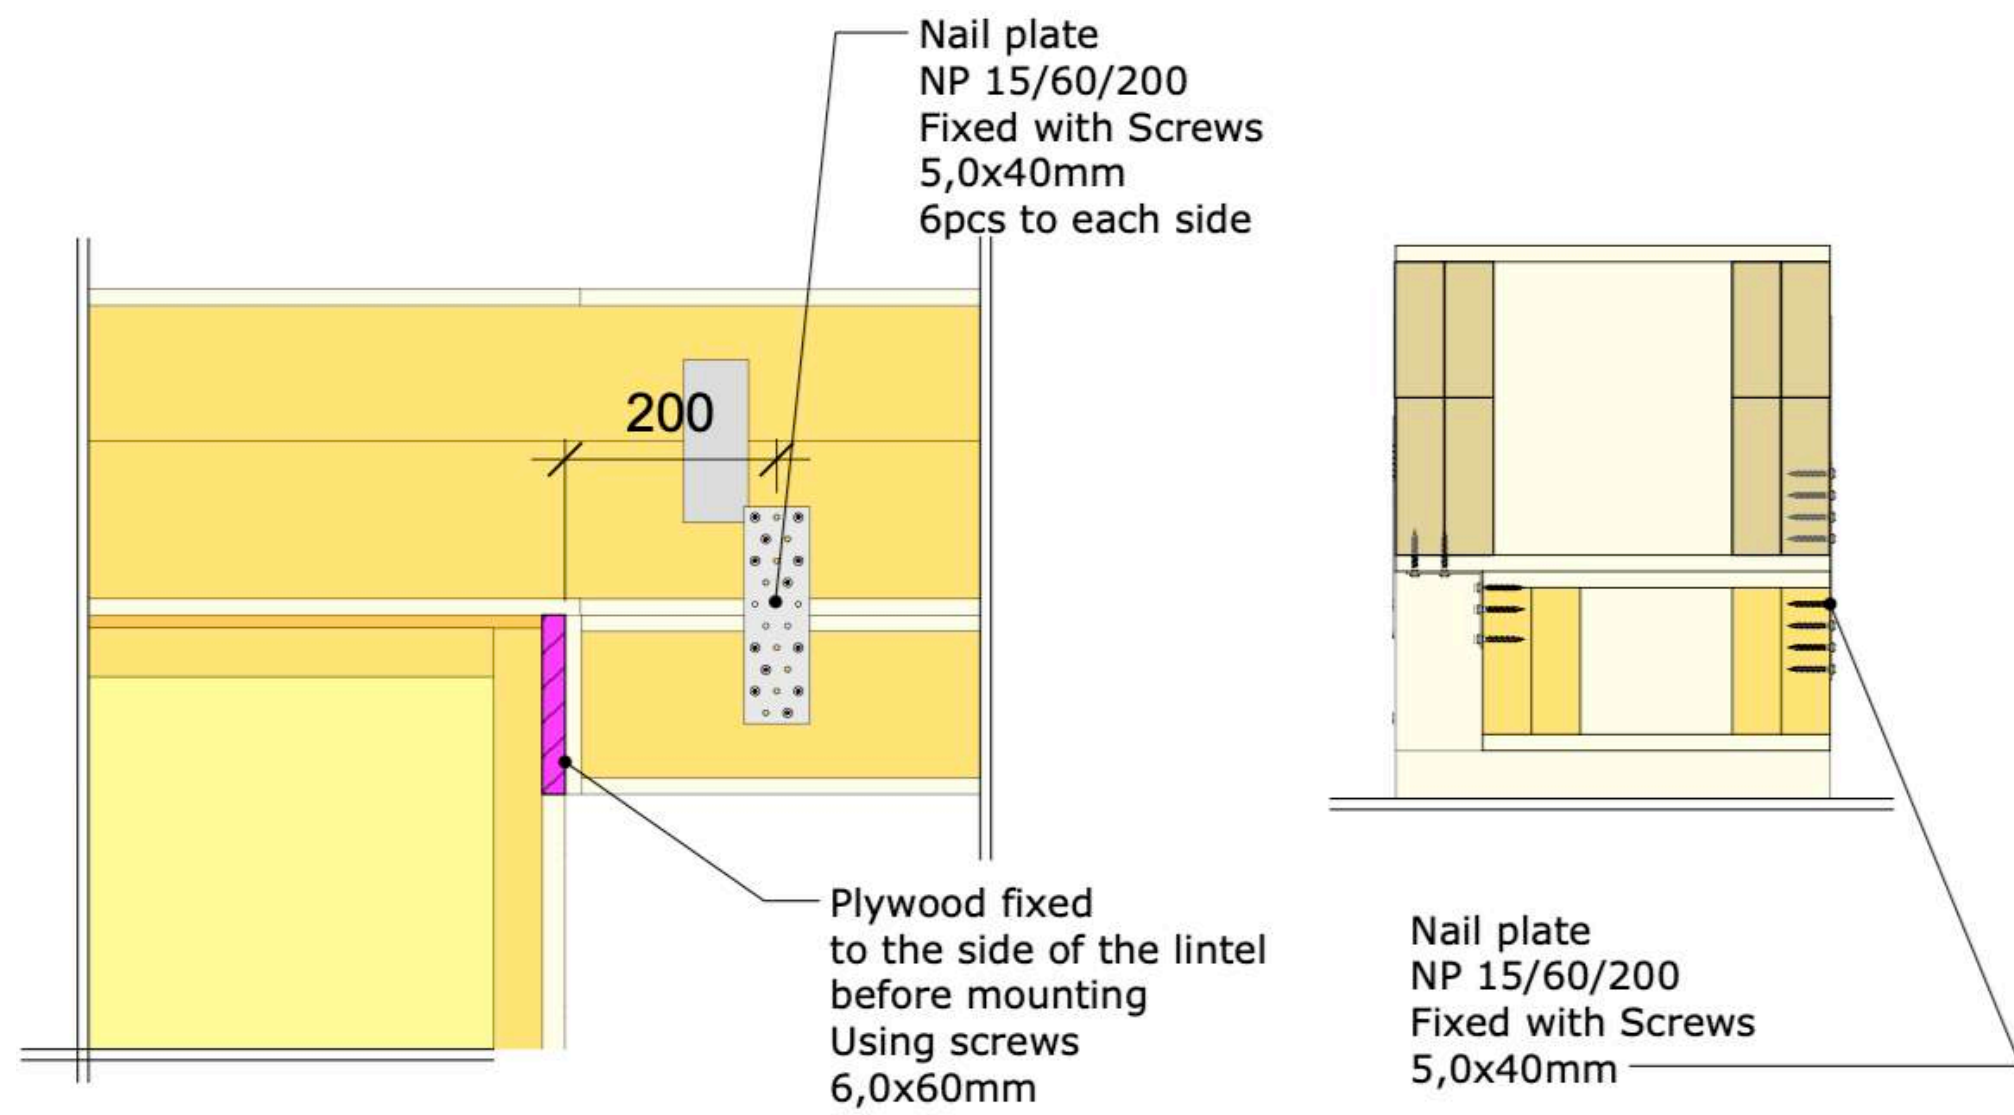 Nail plate
NP 15/60/200
Fixed with Screws
5,0x40mm
6pcs to each side
200
Plywood fixed
to the side of the lintel
before mounting
Using screws
6,0x60mm
Nail plate
NP 15/60/200
Fixed with Screws
5,0x40mm